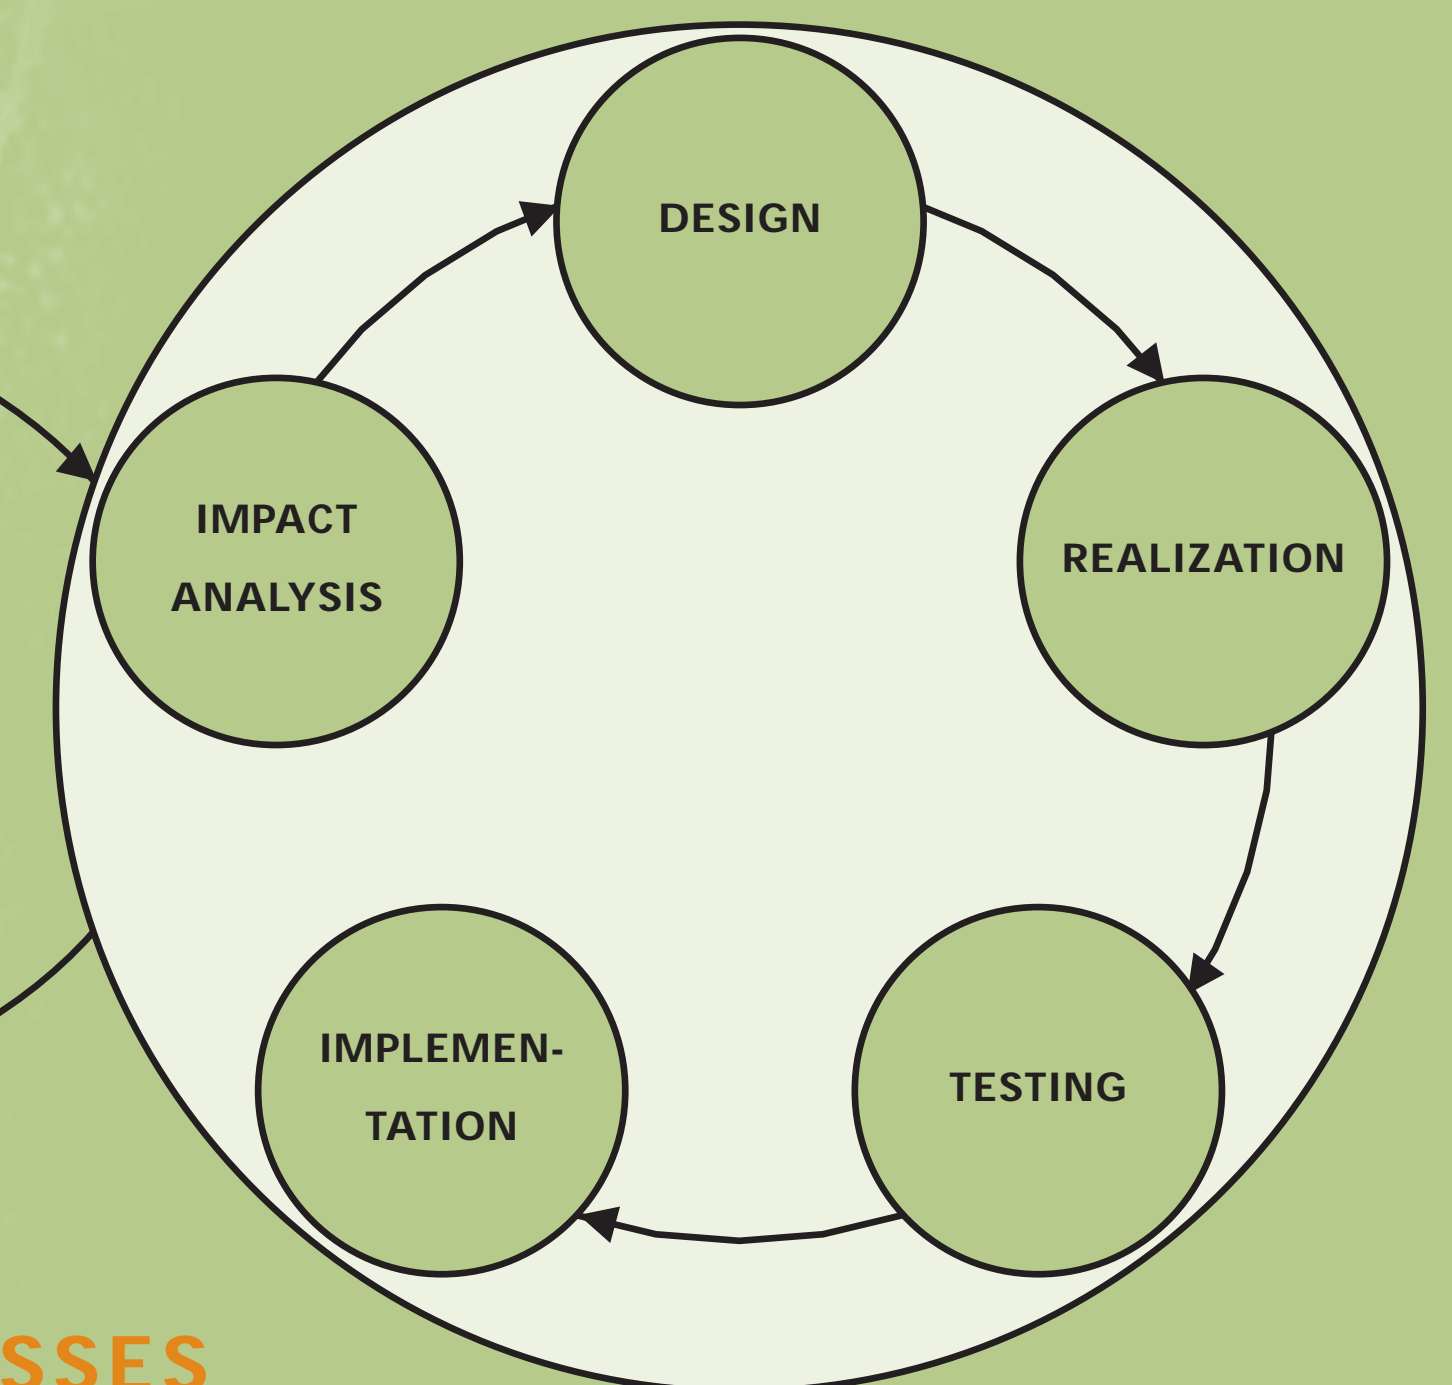 DESIGN
IMPACT
ANALYSIS
REALIZATION
IMPLEMEN-
TATION
TESTING
SSES